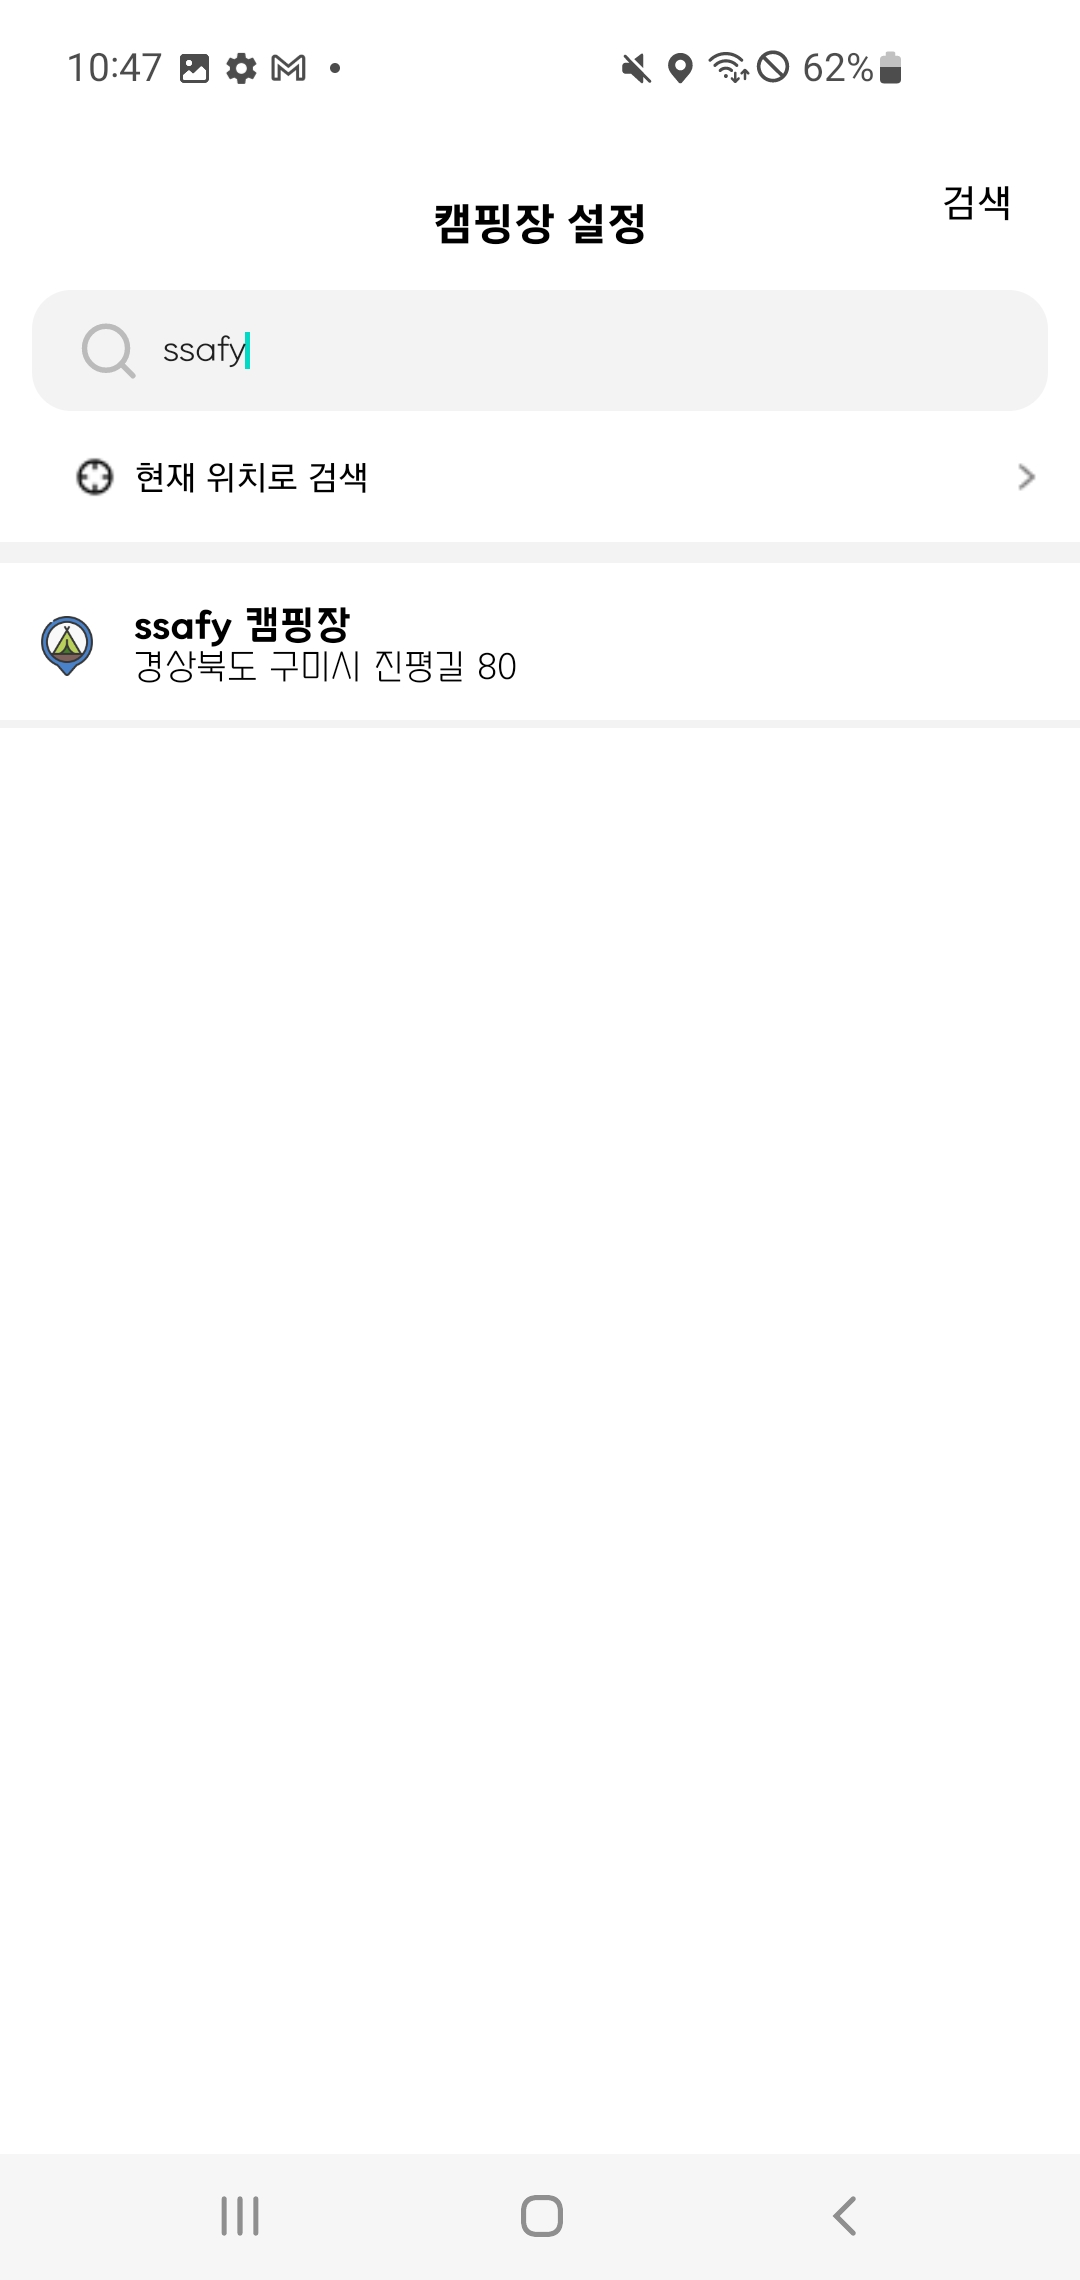 10:47 62%
캠핑장 설정
검색
ssafy
현재 위치로 검색
ssafy 캠핑장
경상북도 구미시 진평길 80